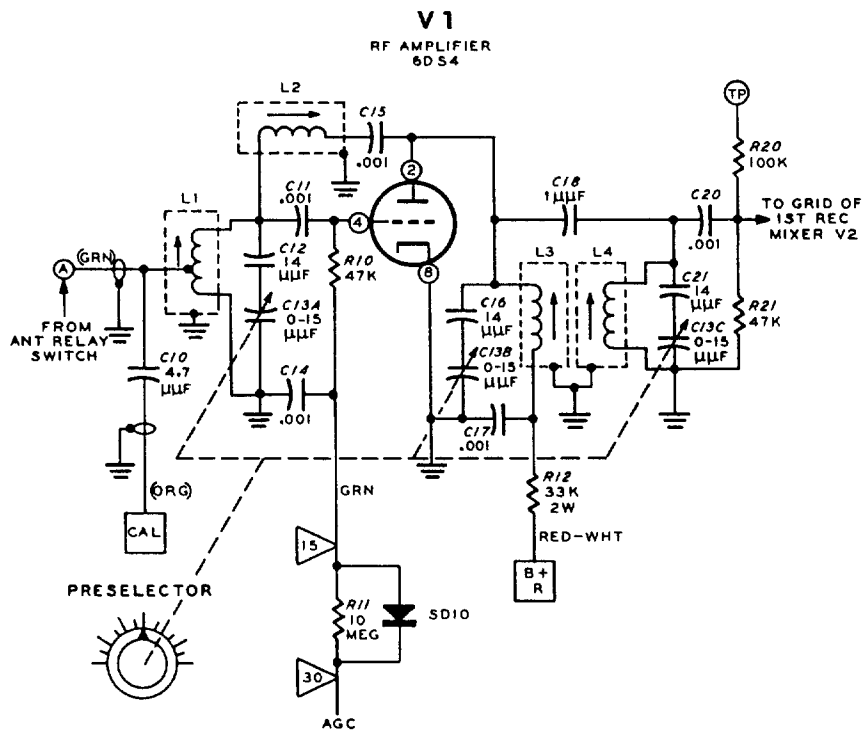 V1
RF AMPLIFIER
6DS4
L2
C15
.001
TP
R20
100K
2
L1
C11
.001
4
C18
1μμF
C20
.001
TO GRID OF
1ST REC
MIXER V2
(GRN)
A
FROM
ANT RELAY
SWITCH
C12
14
μμF
R10
47K
8
L3
L4
C16
14
μμF
C21
14
μμF
R21
47K
C13A
0-15
μμF
C13B
0-15
μμF
C13C
0-15
μμF
C10
4.7
μμF
C14
.001
C17
.001
(ORG)
CAL
GRN
R12
33K
2W
RED-WHT
B+
R
15
PRESELECTOR
R11
10
MEG
SD10
30
AGC